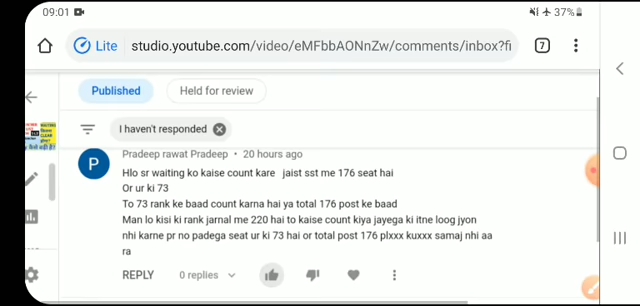 09:01 37%
Lite studio.youtube.com/video/eMFbbAONnZw/comments/inbox?fi 7
Published Held for review
I haven't responded
Pradeep rawat Pradeep • 20 hours ago
P
Hlo sr waiting ko kaise count kare jaist sst me 176 seat hai
Or ur ki 73
To 73 rank ke baad count karna hai ya total 176 post ke baad
Man lo kisi ki rank jarnal me 220 hai to kaise count kiya jayega ki itne loog jyon
nhi karne pr no padega seat ur ki 73 hai or total post 176 plxxx kuxxx samaj nhi aa
ra
REPLY 0 replies